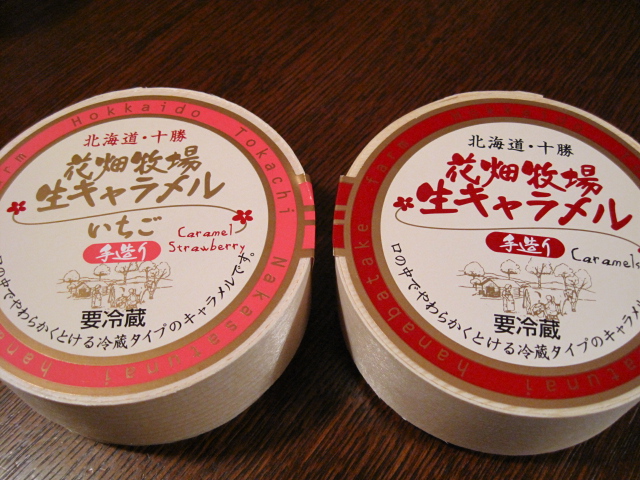 Hokkaido Tokachi Nakasatsunai
北海道・十勝
花畑牧場
生キャラメル
いちご
手造り
Caramel
Strawberry
要冷蔵
口の中でやわらかくとける冷蔵タイプのキャラメルです。
hanabatake farm
北海道・十勝
花畑牧場
生キャラメル
手造り
Caramels
要冷蔵
口の中でやわらかくとける冷蔵タイプのキャラメル